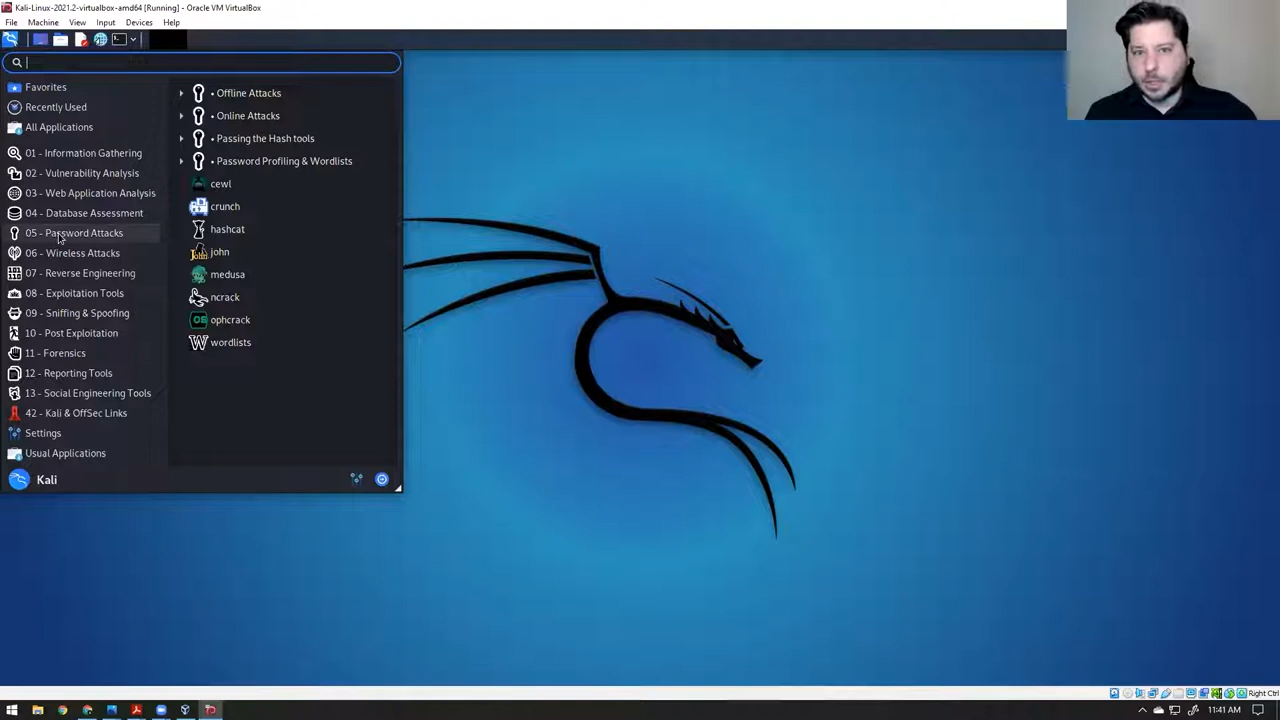 Kali-Linux-2021.2-virtualbox-amd64 [Running] - Oracle VM VirtualBox
File Machine View Input Devices Help
Favorites
Recently Used
All Applications
01 - Information Gathering
02 - Vulnerability Analysis
03 - Web Application Analysis
04 - Database Assessment
05 - Password Attacks
06 - Wireless Attacks
07 - Reverse Engineering
08 - Exploitation Tools
09 - Sniffing & Spoofing
10 - Post Exploitation
11 - Forensics
12 - Reporting Tools
13 - Social Engineering Tools
42 - Kali & OffSec Links
Settings
Usual Applications
• Offline Attacks
• Online Attacks
• Passing the Hash tools
• Password Profiling & Wordlists
cewl
crunch
hashcat
john
medusa
ncrack
ophcrack
wordlists
Kali
Right Ctrl
11:41 AM